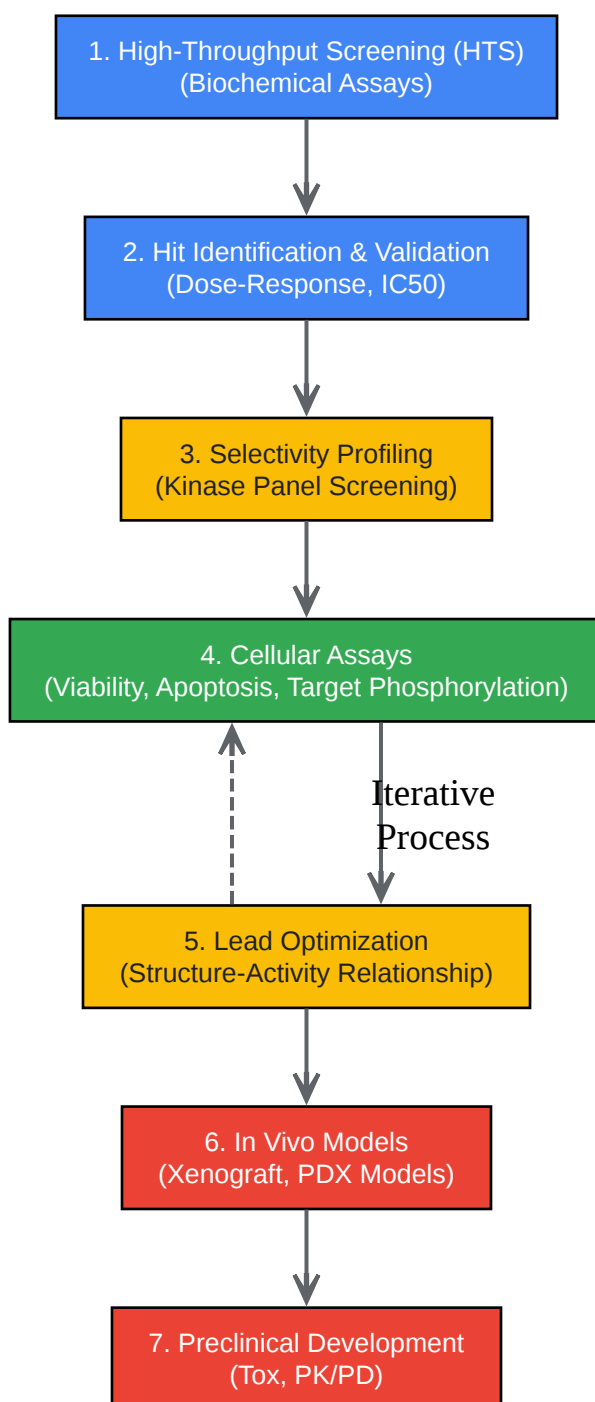 1. High-Throughput Screening (HTS)
(Biochemical Assays)
2. Hit Identification & Validation
(Dose-Response, IC50)
3. Selectivity Profiling
(Kinase Panel Screening)
4. Cellular Assays
(Viability, Apoptosis, Target Phosphorylation)
Iterative
Process
5. Lead Optimization
(Structure-Activity Relationship)
6. In Vivo Models
(Xenograft, PDX Models)
7. Preclinical Development
(Tox, PK/PD)